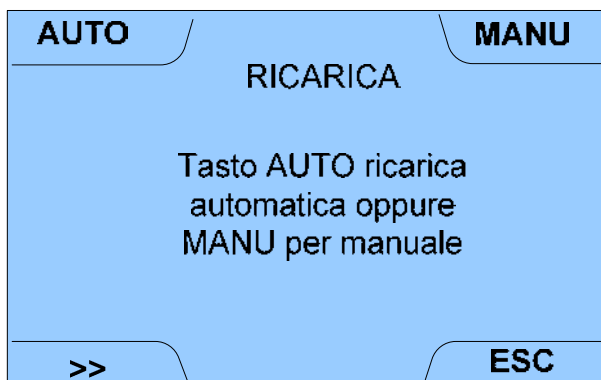 AUTO
MANU
RICARICA
Tasto AUTO ricarica
automatica oppure
MANU per manuale
>>
ESC